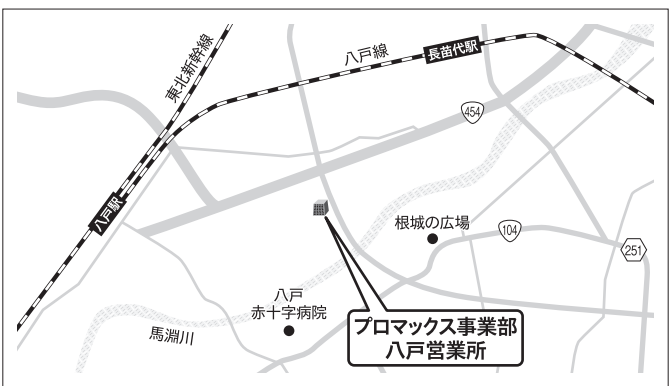 東北新幹線
八戸線
長苗代駅
454
八戸駅
根城の広場
104
251
八戸
赤十字病院
馬淵川
プロマックス事業部
八戸営業所